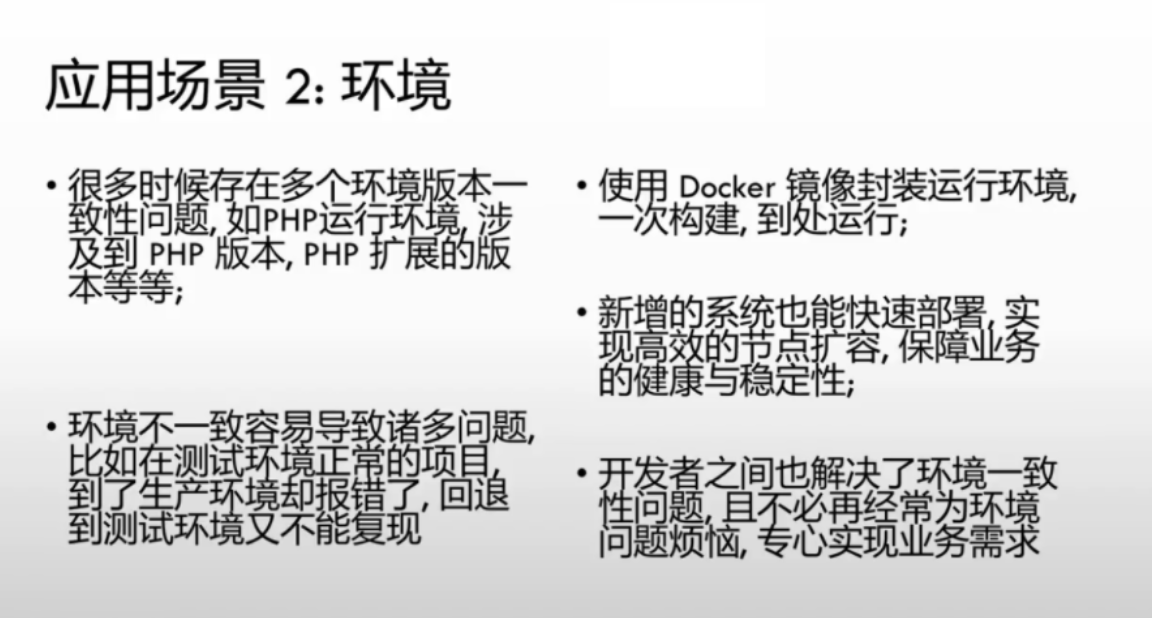 应用场景 2: 环境
• 很多时候存在多个环境版本一
致性问题, 如PHP运行环境, 涉
及到 PHP 版本, PHP 扩展的版
本等等;
• 环境不一致容易导致诸多问题,
比如在测试环境正常的项目,
到了生产环境却报错了, 回退
到测试环境又不能复现
• 使用 Docker 镜像封装运行环境,
一次构建, 到处运行;
• 新增的系统也能快速部署, 实
现高效的节点扩容, 保障业务
的健康与稳定性;
• 开发者之间也解决了环境一致
性问题, 且不必再经常为环境
问题烦恼, 专心实现业务需求